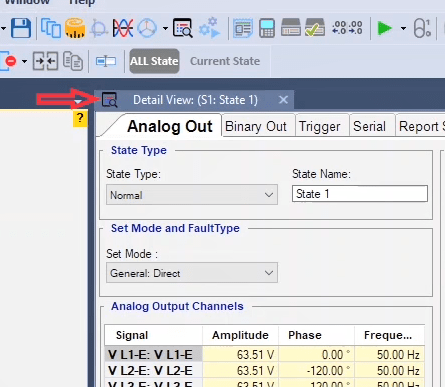 Window Help
ALL State Current State
Detail View: (S1: State 1)
?
Analog Out Binary Out Trigger Serial Report S
State Type
State Type: State Name:
Normal State 1
Set Mode and FaultType
Set Mode :
General: Direct
Analog Output Channels
Signal Amplitude Phase Freque...
V L1-E: V L1-E 63.51 V 0.00 ° 50.00 Hz
V L2-E: V L2-E 63.51 V -120.00 ° 50.00 Hz
V L3-E: V L3-E 63.51 V 120.00 ° 50.00 Hz